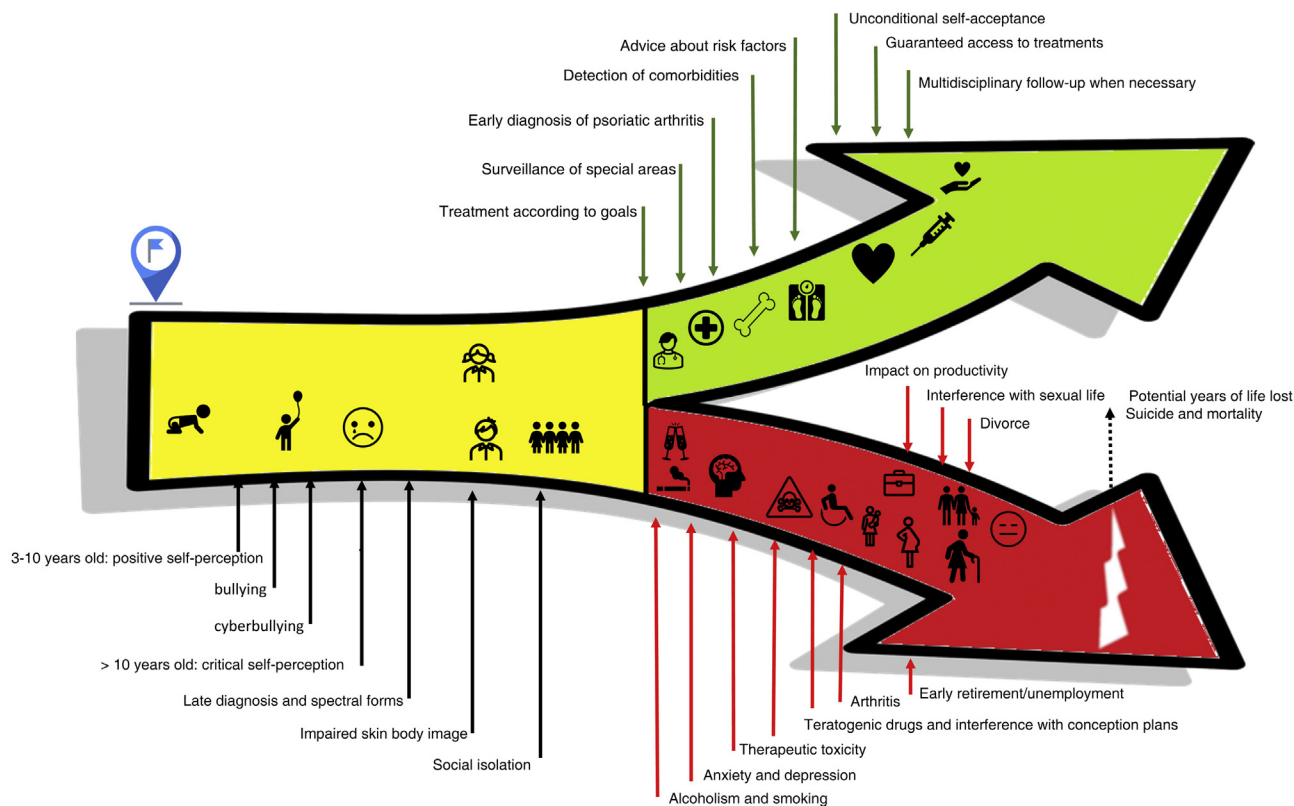 Unconditional self-acceptance
Guaranteed access to treatments
Advice about risk factors
Detection of comorbidities
Multidisciplinary follow-up when necessary
Early diagnosis of psoriatic arthritis
Surveillance of special areas
Treatment according to goals
Impact on productivity
Interference with sexual life
Divorce
Potential years of life lost
Suicide and mortality
3-10 years old: positive self-perception
bullying
cyberbullying
> 10 years old: critical self-perception
Late diagnosis and spectral forms
Impaired skin body image
Social isolation
Early retirement/unemployment
Arthritis
Teratogenic drugs and interference with conception plans
Therapeutic toxicity
Anxiety and depression
Alcoholism and smoking